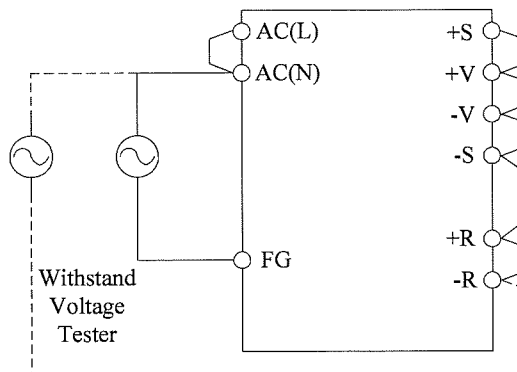 AC(L)
AC(N)
FG
+S
+V
-V
-S
+R
-R
Withstand
Voltage
Tester